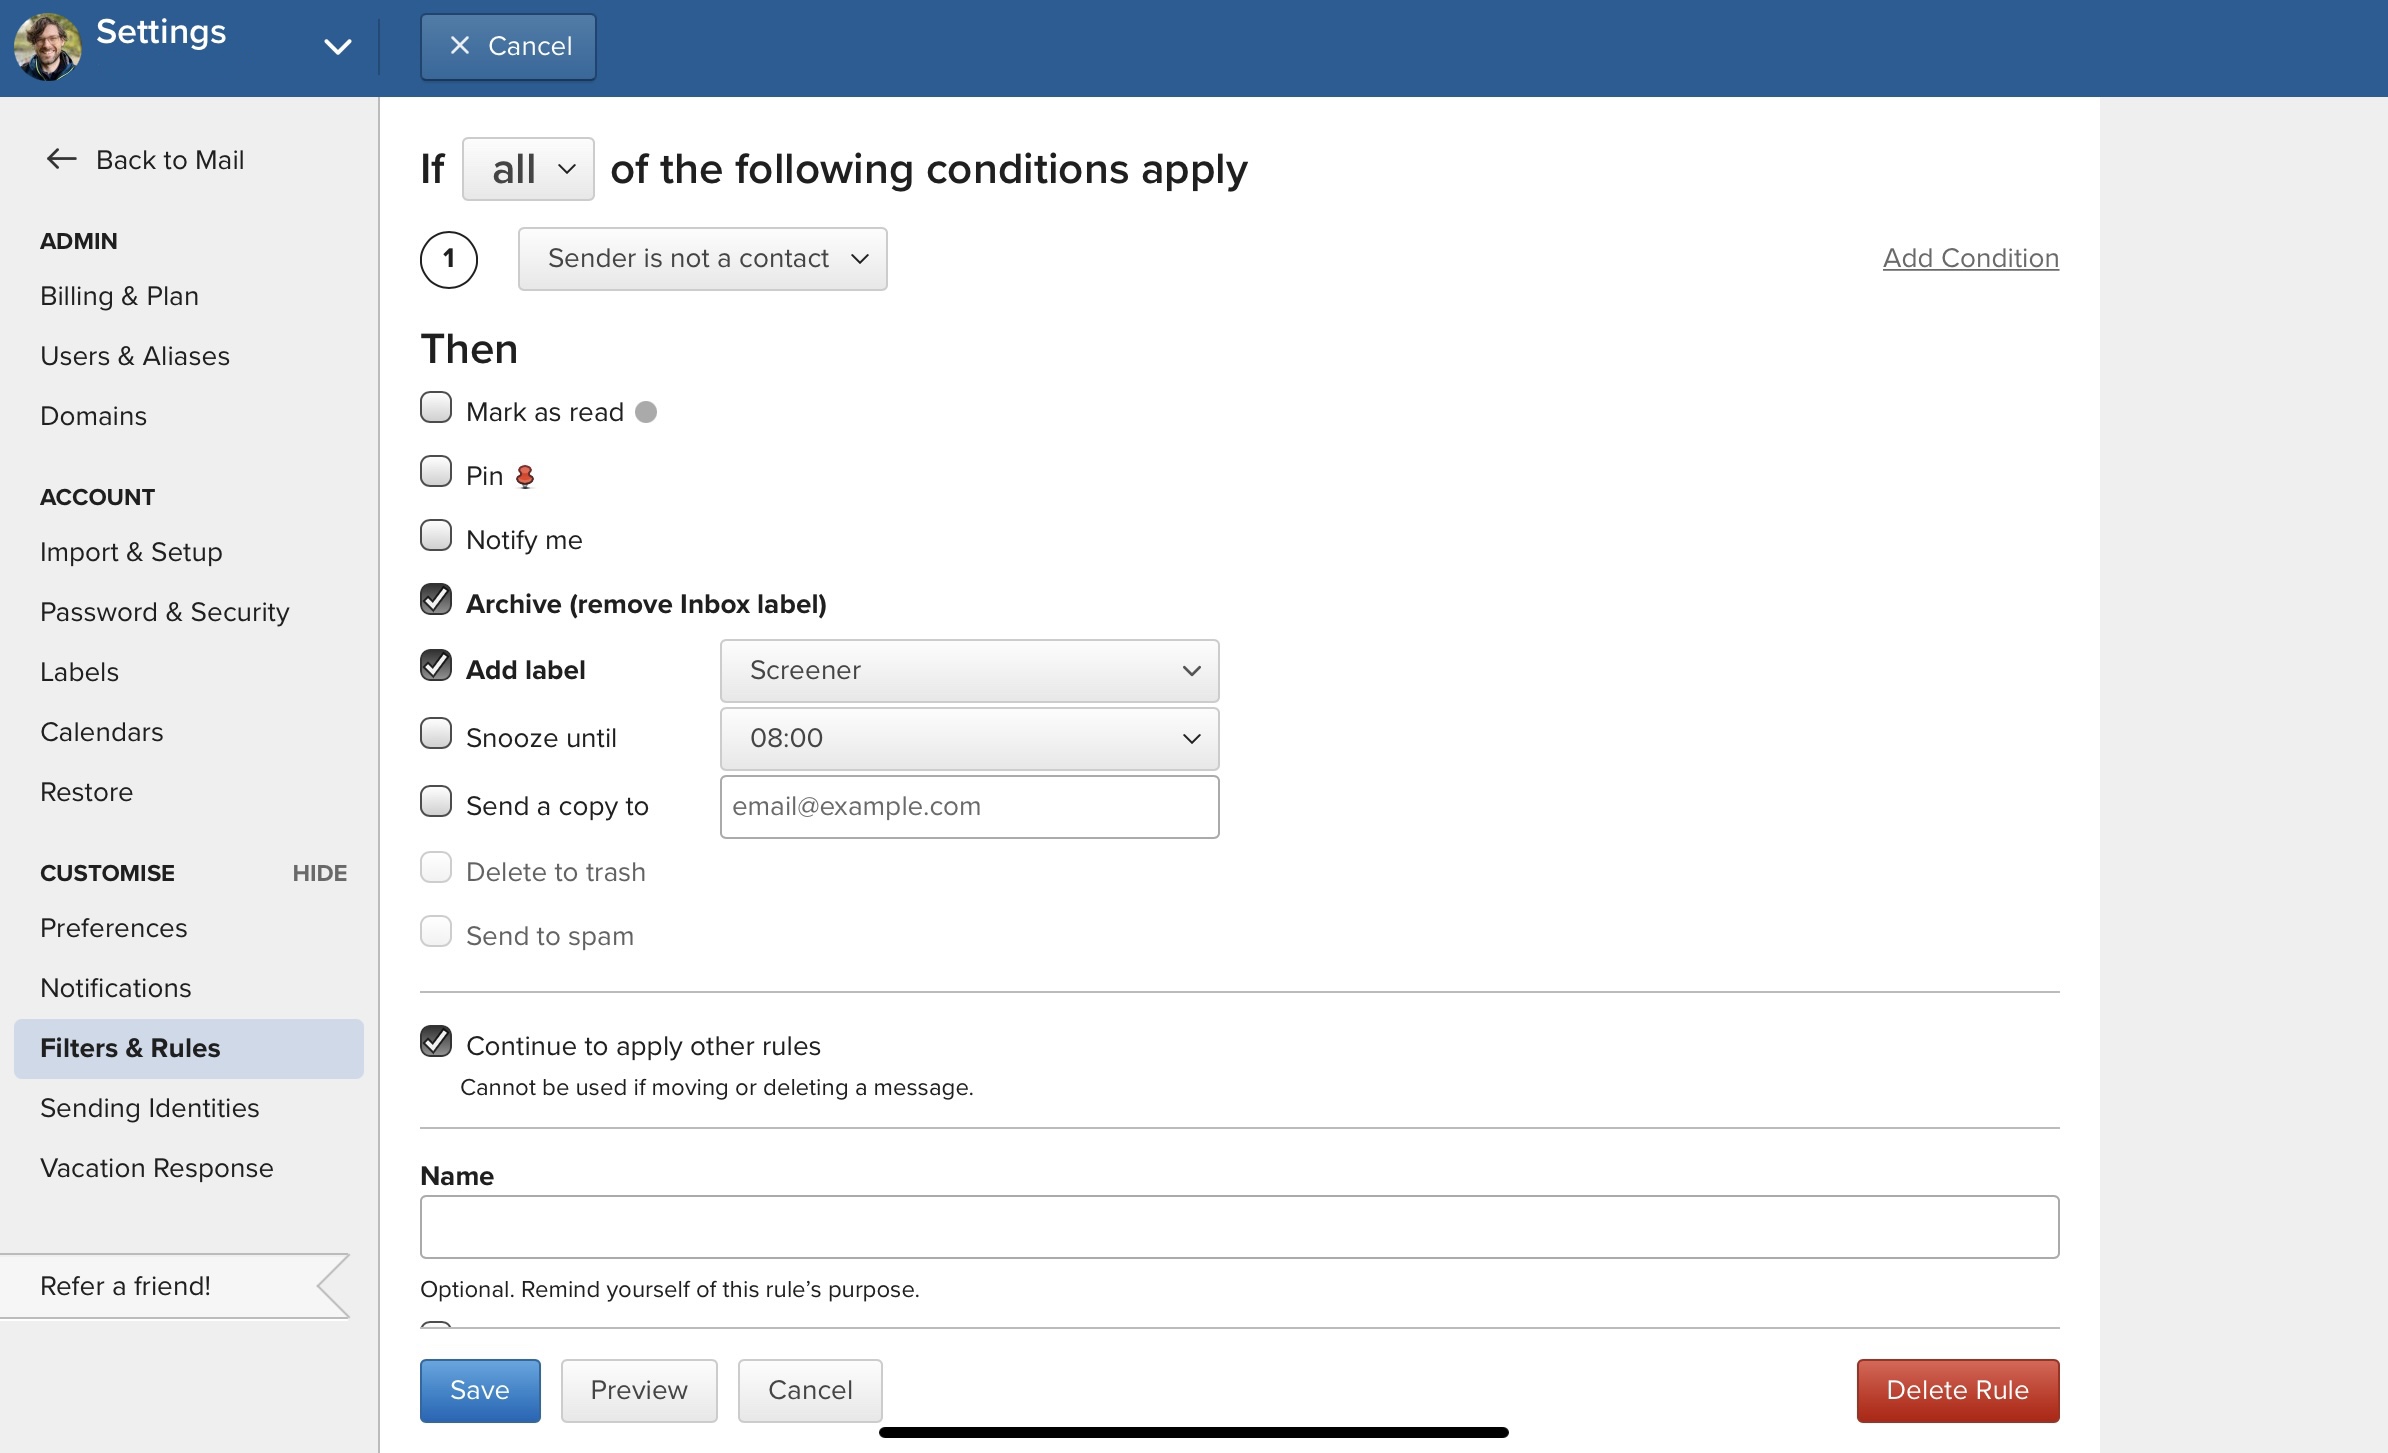 Settings
Cancel
Back to Mail
ADMIN
Billing & Plan
Users & Aliases
Domains
ACCOUNT
Import & Setup
Password & Security
Labels
Calendars
Restore
CUSTOMISE HIDE
Preferences
Notifications
Filters & Rules
Sending Identities
Vacation Response
Refer a friend!
If all of the following conditions apply
1 Sender is not a contact Add Condition
Then
Mark as read
Pin
Notify me
Archive (remove Inbox label)
Add label Screener
Snooze until 08:00
Send a copy to email@example.com
Delete to trash
Send to spam
Continue to apply other rules
Cannot be used if moving or deleting a message.
Name
Optional. Remind yourself of this rule’s purpose.
Save Preview Cancel Delete Rule